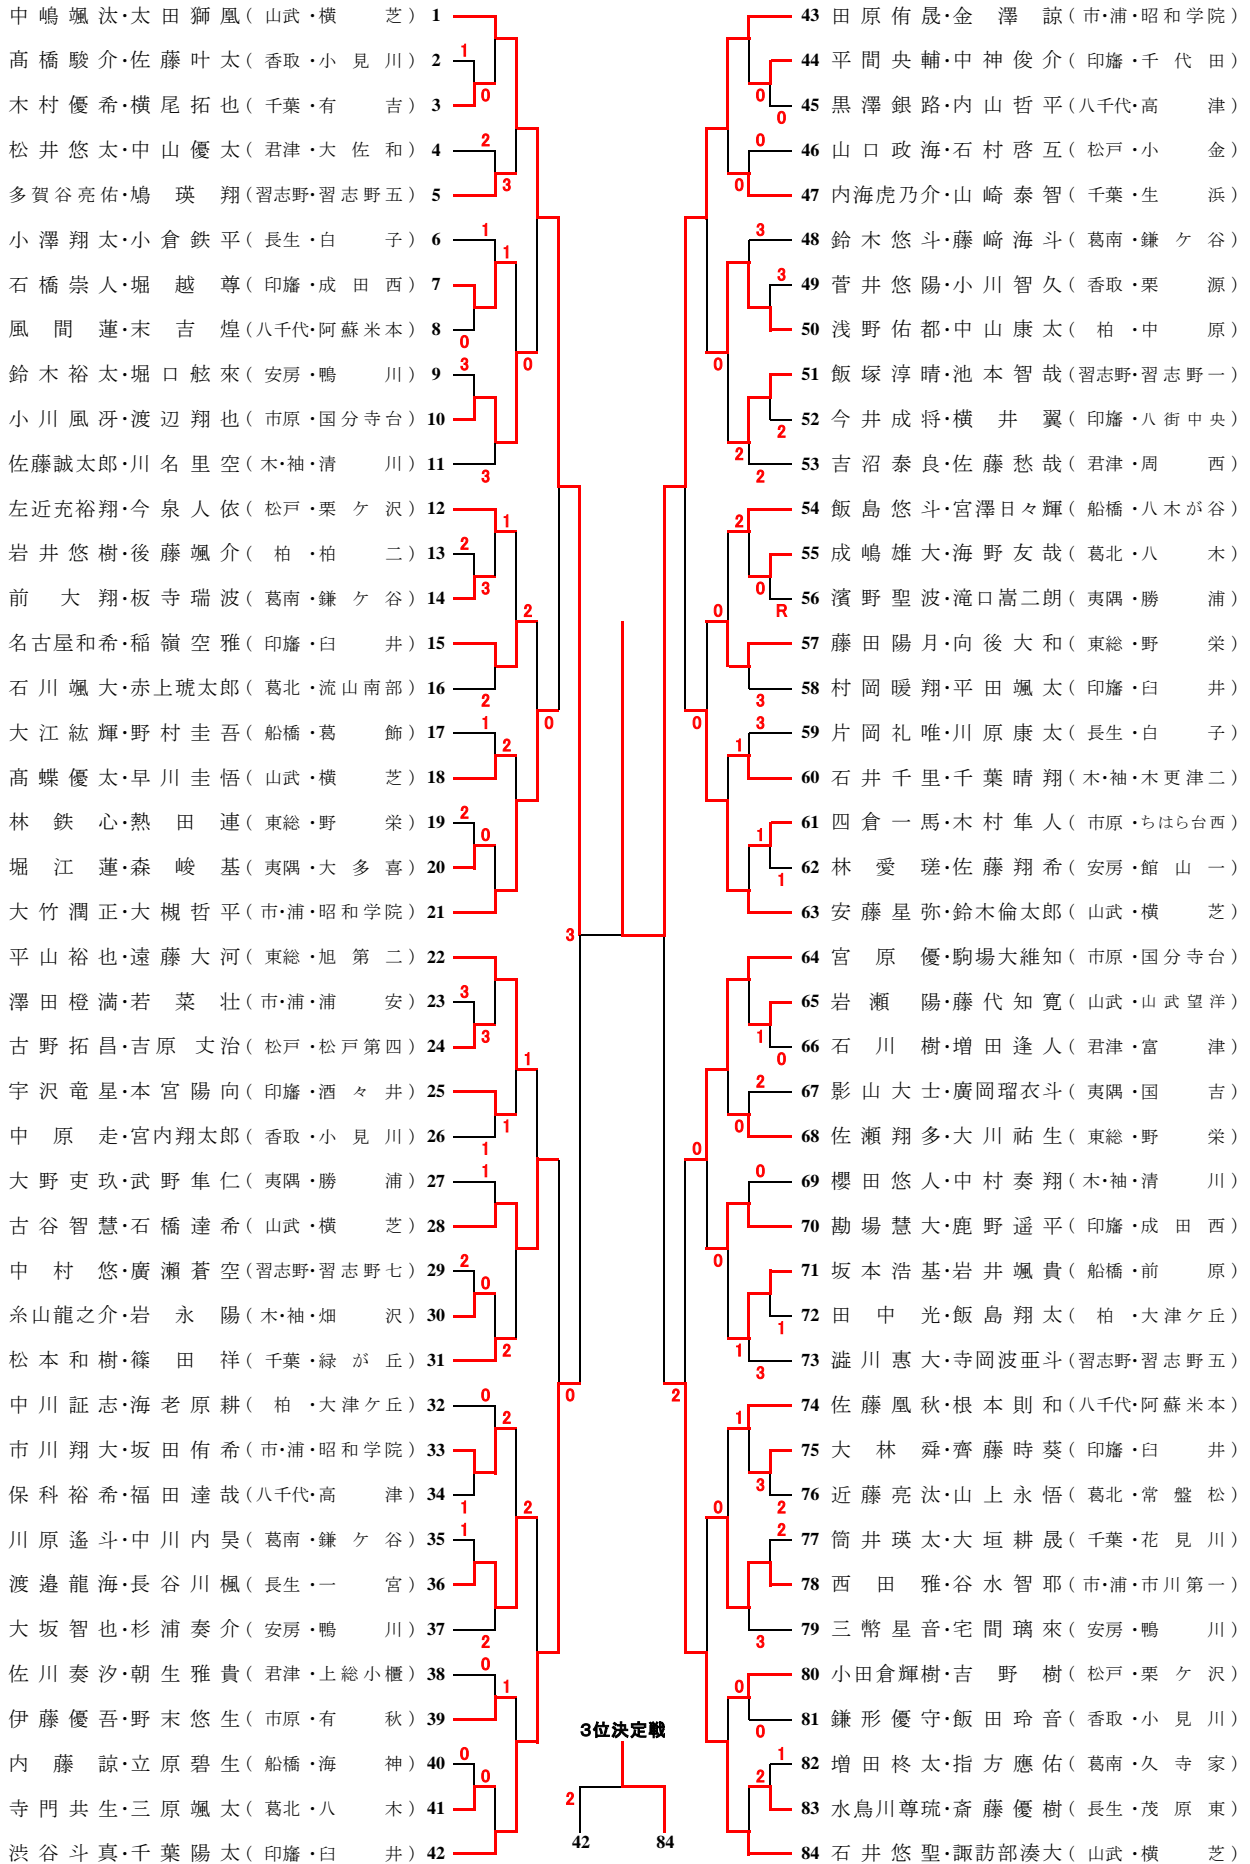 中嶋颯汰・太田獅凰（山武・横芝）1
髙橋駿介・佐藤叶太（香取・小見川）2
木村優希・横尾拓也（千葉・有吉）3
松井悠太・中山優太（君津・大佐和）4
多賀谷亮佑・鳩瑛翔（習志野・習志野五）5
小澤翔太・小倉鉄平（長生・白子）6
石橋崇人・堀越尊（印旛・成田西）7
風間蓮・末吉煌（八千代・阿蘇米本）8
鈴木裕太・堀口舷來（安房・鴨川）9
小川風冴・渡辺翔也（市原・国分寺台）10
佐藤誠太郎・川名里空（木・袖・清川）11
左近充裕翔・今泉人依（松戸・栗ケ沢）12
岩井悠樹・後藤颯介（柏・柏二）13
前大翔・板寺瑞波（葛南・鎌ケ谷）14
名古屋和希・稲嶺空雅（印旛・臼井）15
石川颯大・赤上琥太郎（葛北・流山南部）16
大江紘輝・野村圭吾（船橋・葛飾）17
髙蝶優太・早川圭悟（山武・横芝）18
林鉄心・熱田連（東総・野栄）19
堀江蓮・森峻基（夷隅・大多喜）20
大竹潤正・大槻哲平（市・浦・昭和学院）21
平山裕也・遠藤大河（東総・旭第二）22
澤田橙満・若菜壮（市・浦・浦安）23
古野拓昌・吉原丈治（松戸・松戸第四）24
宇沢竜星・本宮陽向（印旛・酒々井）25
中原走・宮内翔太郎（香取・小見川）26
大野吏玖・武野隼仁（夷隅・勝浦）27
古谷智慧・石橋達希（山武・横芝）28
中村悠・廣瀬蒼空（習志野・習志野七）29
糸山龍之介・岩永陽（木・袖・畑沢）30
松本和樹・篠田祥（千葉・緑が丘）31
中川証志・海老原耕（柏・大津ケ丘）32
市川翔大・坂田侑希（市・浦・昭和学院）33
保科裕希・福田達哉（八千代・高津）34
川原遙斗・中川内昊（葛南・鎌ケ谷）35
渡邉龍海・長谷川楓（長生・一宮）36
大坂智也・杉浦奏介（安房・鴨川）37
佐川奏汐・朝生雅貴（君津・上総小櫃）38
伊藤優吾・野末悠生（市原・有秋）39
内藤諒・立原碧生（船橋・海神）40
寺門共生・三原颯太（葛北・八木）41
渋谷斗真・千葉陽太（印旛・臼井）42
43 田原侑晟・金澤諒（市・浦・昭和学院）
44 平間央輔・中神俊介（印旛・千代田）
45 黒澤銀路・内山哲平（八千代・高津）
46 山口政海・石村啓互（松戸・小金）
47 内海虎乃介・山崎泰智（千葉・生浜）
48 鈴木悠斗・藤﨑海斗（葛南・鎌ケ谷）
49 菅井悠陽・小川智久（香取・栗源）
50 浅野佑都・中山康太（柏・中原）
51 飯塚淳晴・池本智哉（習志野・習志野一）
52 今井成将・横井翼（印旛・八街中央）
53 吉沼泰良・佐藤愁哉（君津・周西）
54 飯島悠斗・宮澤日々輝（船橋・八木が谷）
55 成嶋雄大・海野友哉（葛北・八木）
56 濱野聖波・滝口嵩二朗（夷隅・勝浦）
57 藤田陽月・向後大和（東総・野栄）
58 村岡暖翔・平田颯太（印旛・臼井）
59 片岡礼唯・川原康太（長生・白子）
60 石井千里・千葉晴翔（木・袖・木更津二）
61 四倉一馬・木村隼人（市原・ちはら台西）
62 林愛瑳・佐藤翔希（安房・館山一）
63 安藤星弥・鈴木倫太郎（山武・横芝）
64 宮原優・駒場大維知（市原・国分寺台）
65 岩瀬陽・藤代知寛（山武・山武望洋）
66 石川樹・増田逢人（君津・富津）
67 影山大士・廣岡瑠衣斗（夷隅・国吉）
68 佐瀬翔多・大川祐生（東総・野栄）
69 櫻田悠人・中村奏翔（木・袖・清川）
70 勘場慧大・鹿野遥平（印旛・成田西）
71 坂本浩基・岩井颯貴（船橋・前原）
72 田中光・飯島翔太（柏・大津ケ丘）
73 澁川惠大・寺岡波亜斗（習志野・習志野五）
74 佐藤凰秋・根本則和（八千代・阿蘇米本）
75 大林舜・齊藤時葵（印旛・臼井）
76 近藤亮汰・山上永悟（葛北・常盤松）
77 筒井瑛太・大垣耕晟（千葉・花見川）
78 西田雅・谷水智耶（市・浦・市川第一）
79 三幣星音・宅間璃來（安房・鴨川）
80 小田倉輝樹・吉野樹（松戸・栗ケ沢）
81 鎌形優守・飯田玲音（香取・小見川）
82 増田柊太・指方應佑（葛南・久寺家）
83 水鳥川尊琉・斎藤優樹（長生・茂原東）
84 石井悠聖・諏訪部湊大（山武・横芝）
3位決定戦
2
42 84